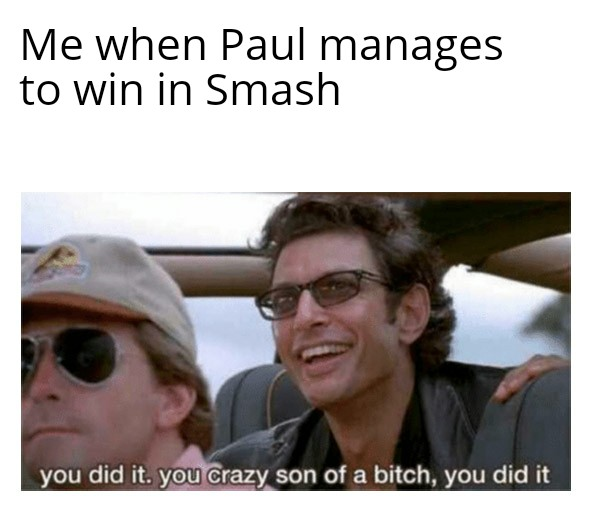 Me when Paul manages
to win in Smash
you did it. you crazy son of a bitch, you did it